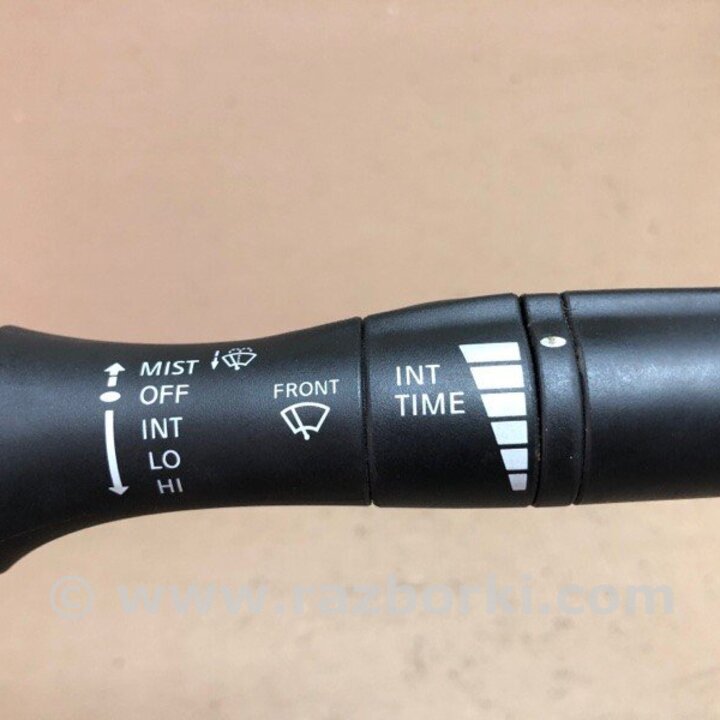 MIST
OFF
INT
LO
HI
FRONT
INT
TIME
© www.razborki.com